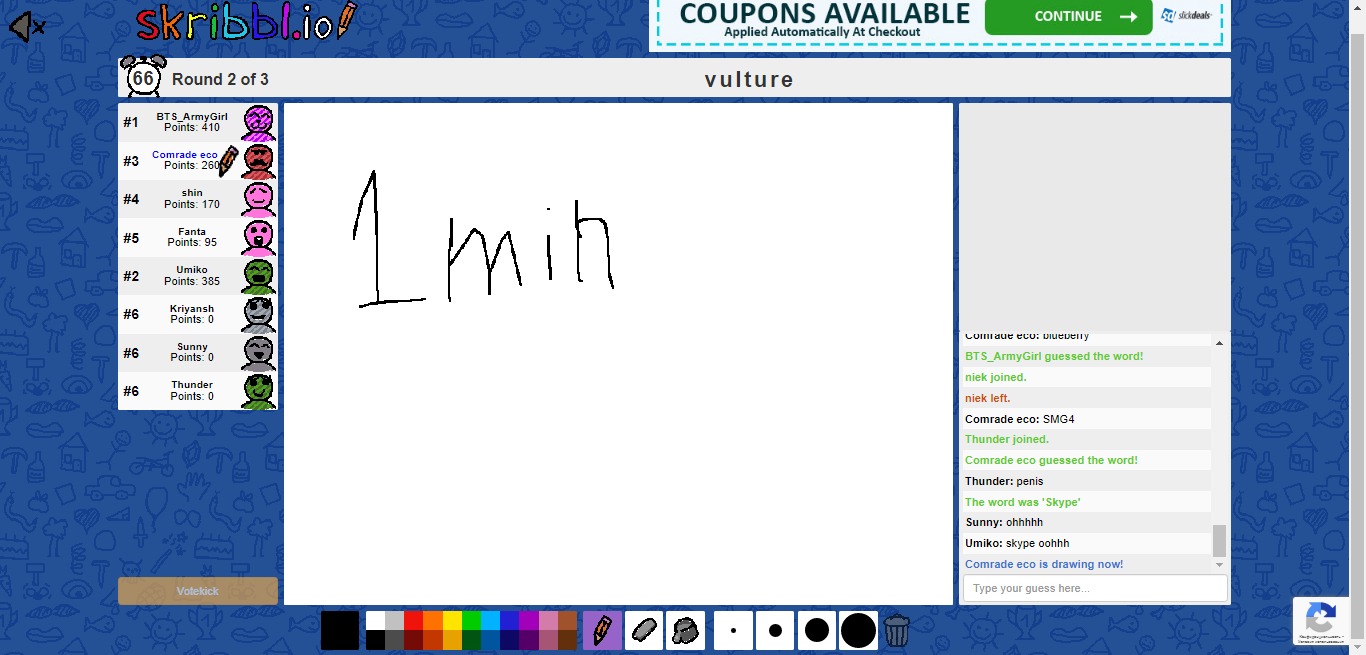 skribbl.io
COUPONS AVAILABLE
Applied Automatically At Checkout
CONTINUE →
slickdeals
66
Round 2 of 3
vulture
#1
BTS_ArmyGirl
Points: 410
#3
Comrade eco
Points: 260
#4
shin
Points: 170
#5
Fanta
Points: 95
#2
Umiko
Points: 385
#6
Kriyansh
Points: 0
#6
Sunny
Points: 0
#6
Thunder
Points: 0
Votekick
1 min
Comrade eco: blueberry
BTS_ArmyGirl guessed the word!
niek joined.
niek left.
Comrade eco: SMG4
Thunder joined.
Comrade eco guessed the word!
Thunder: penis
The word was 'Skype'
Sunny: ohhhhh
Umiko: skype oohhh
Comrade eco is drawing now!
Type your guess here...